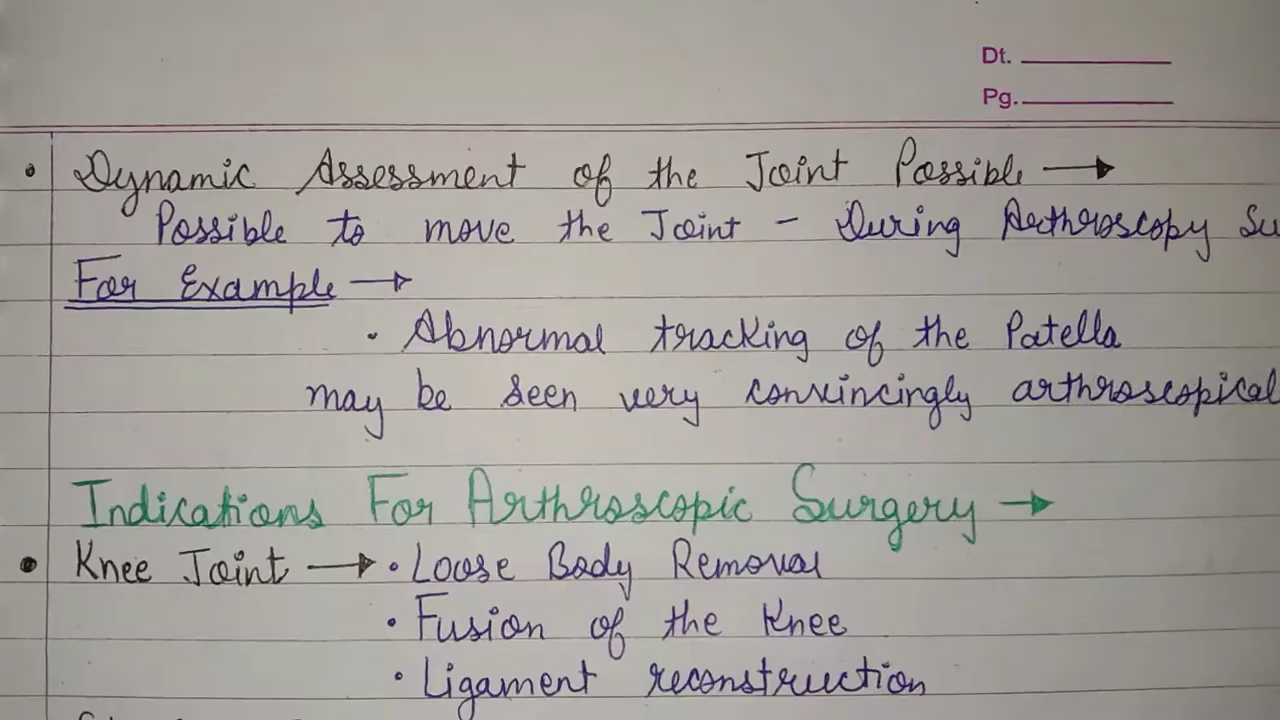 Dt.
Pg.
• Dynamic Assessment of the Joint Possible →
Possible to move the Joint - During Arthroscopy
For Example →
• Abnormal tracking of the Patella
may be seen very convincingly
Indications For Arthroscopic Surgery →
• Knee Joint → • Loose Body Removal
• Fusion of the Knee
• Ligament reconstruction